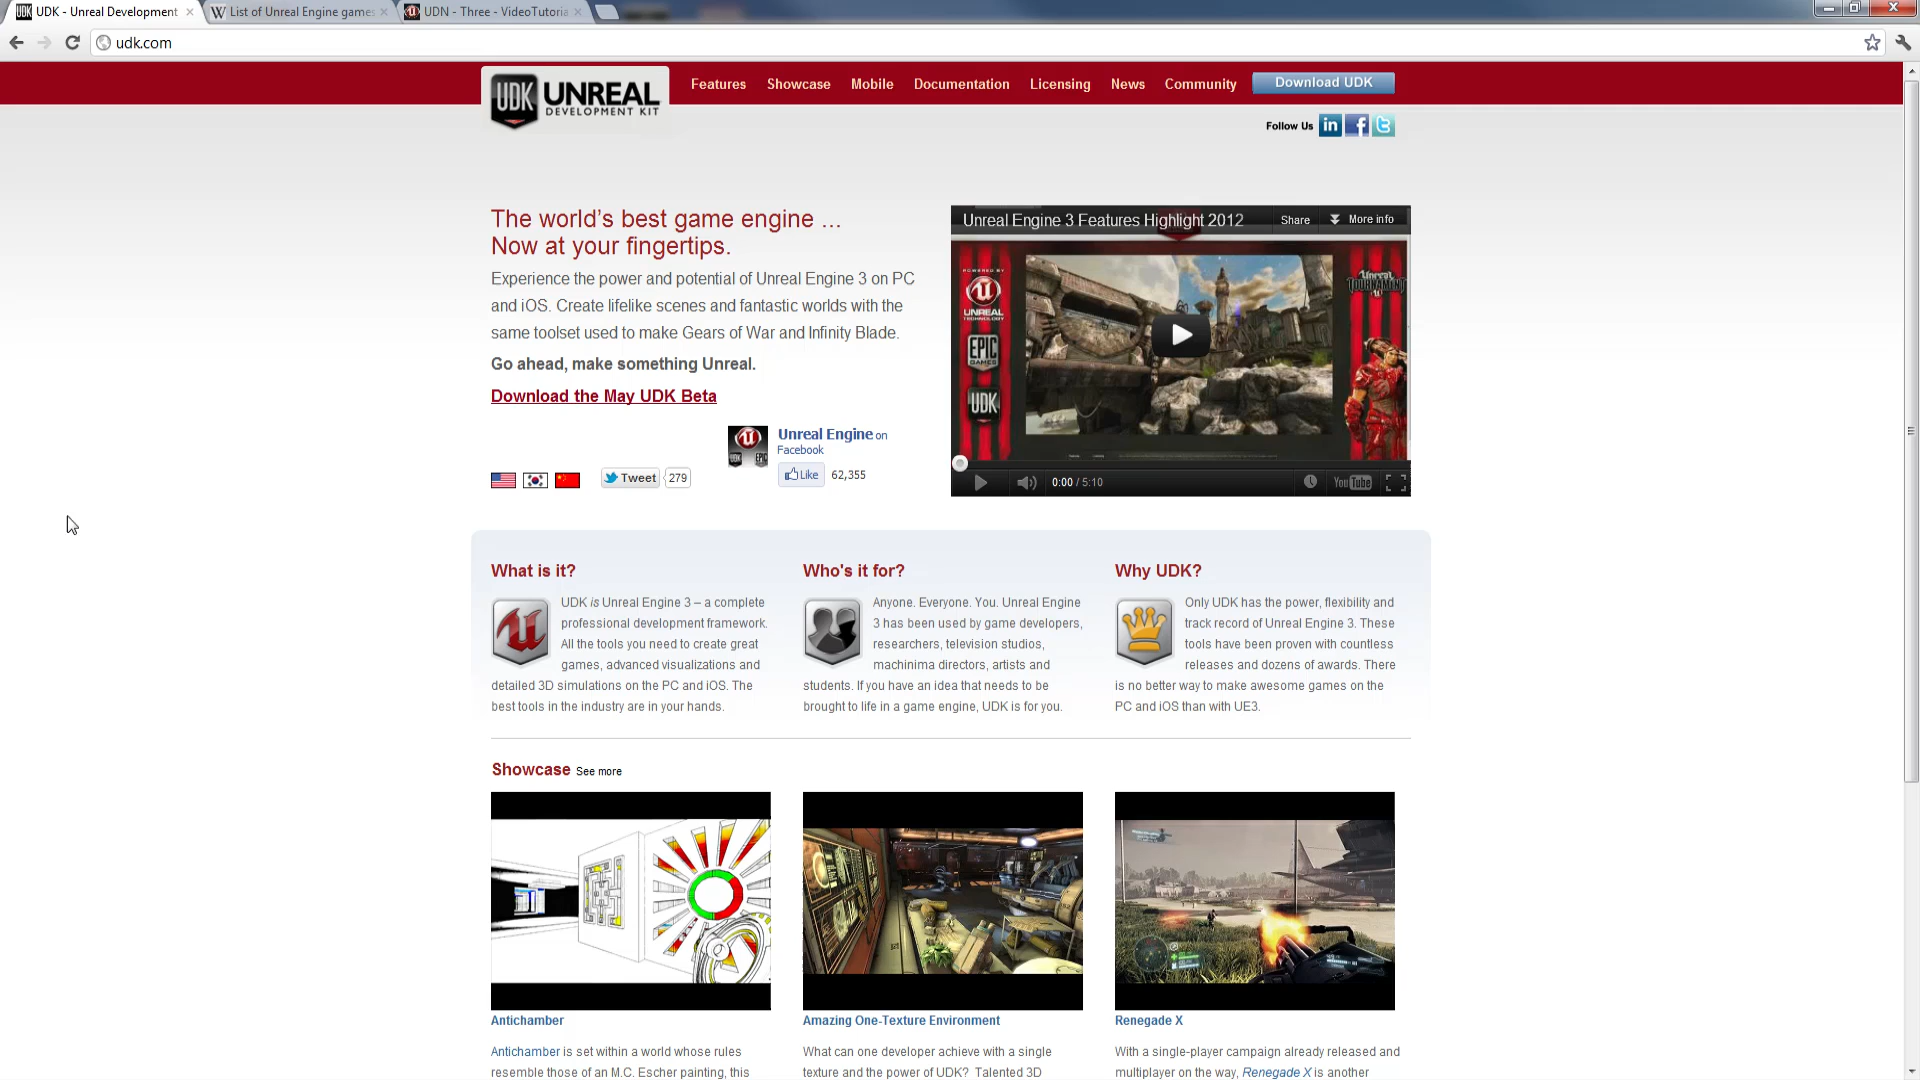 UDK - Unreal Development
List of Unreal Engine games
UDN - Three - VideoTutoria
udk.com
UDK UNREAL
DEVELOPMENT KIT
Features
Showcase
Mobile
Documentation
Licensing
News
Community
Download UDK
Follow Us
The world's best game engine ...
Now at your fingertips.
Experience the power and potential of Unreal Engine 3 on PC
and iOS. Create lifelike scenes and fantastic worlds with the
same toolset used to make Gears of War and Infinity Blade.
Go ahead, make something Unreal.
Download the May UDK Beta
Unreal Engine on
Facebook
Like 62,355
Tweet 279
Unreal Engine 3 Features Highlight 2012
Share
More info
POWERED BY
UNREAL
TECHNOLOGY
EPIC
GAMES
UDK
Unreal
TOURNAMENT
0:00 / 5:10
YouTube
What is it?
UDK is Unreal Engine 3 – a complete
professional development framework.
All the tools you need to create great
games, advanced visualizations and
detailed 3D simulations on the PC and iOS. The
best tools in the industry are in your hands.
Who's it for?
Anyone. Everyone. You. Unreal Engine
3 has been used by game developers,
researchers, television studios,
machinima directors, artists and
students. If you have an idea that needs to be
brought to life in a game engine, UDK is for you.
Why UDK?
Only UDK has the power, flexibility and
track record of Unreal Engine 3. These
tools have been proven with countless
releases and dozens of awards. There
is no better way to make awesome games on the
PC and iOS than with UE3.
Showcase See more
Antichamber
Antichamber is set within a world whose rules
resemble those of an M.C. Escher painting, this
Amazing One-Texture Environment
What can one developer achieve with a single
texture and the power of UDK? Talented 3D
Renegade X
With a single-player campaign already released and
multiplayer on the way, Renegade X is another